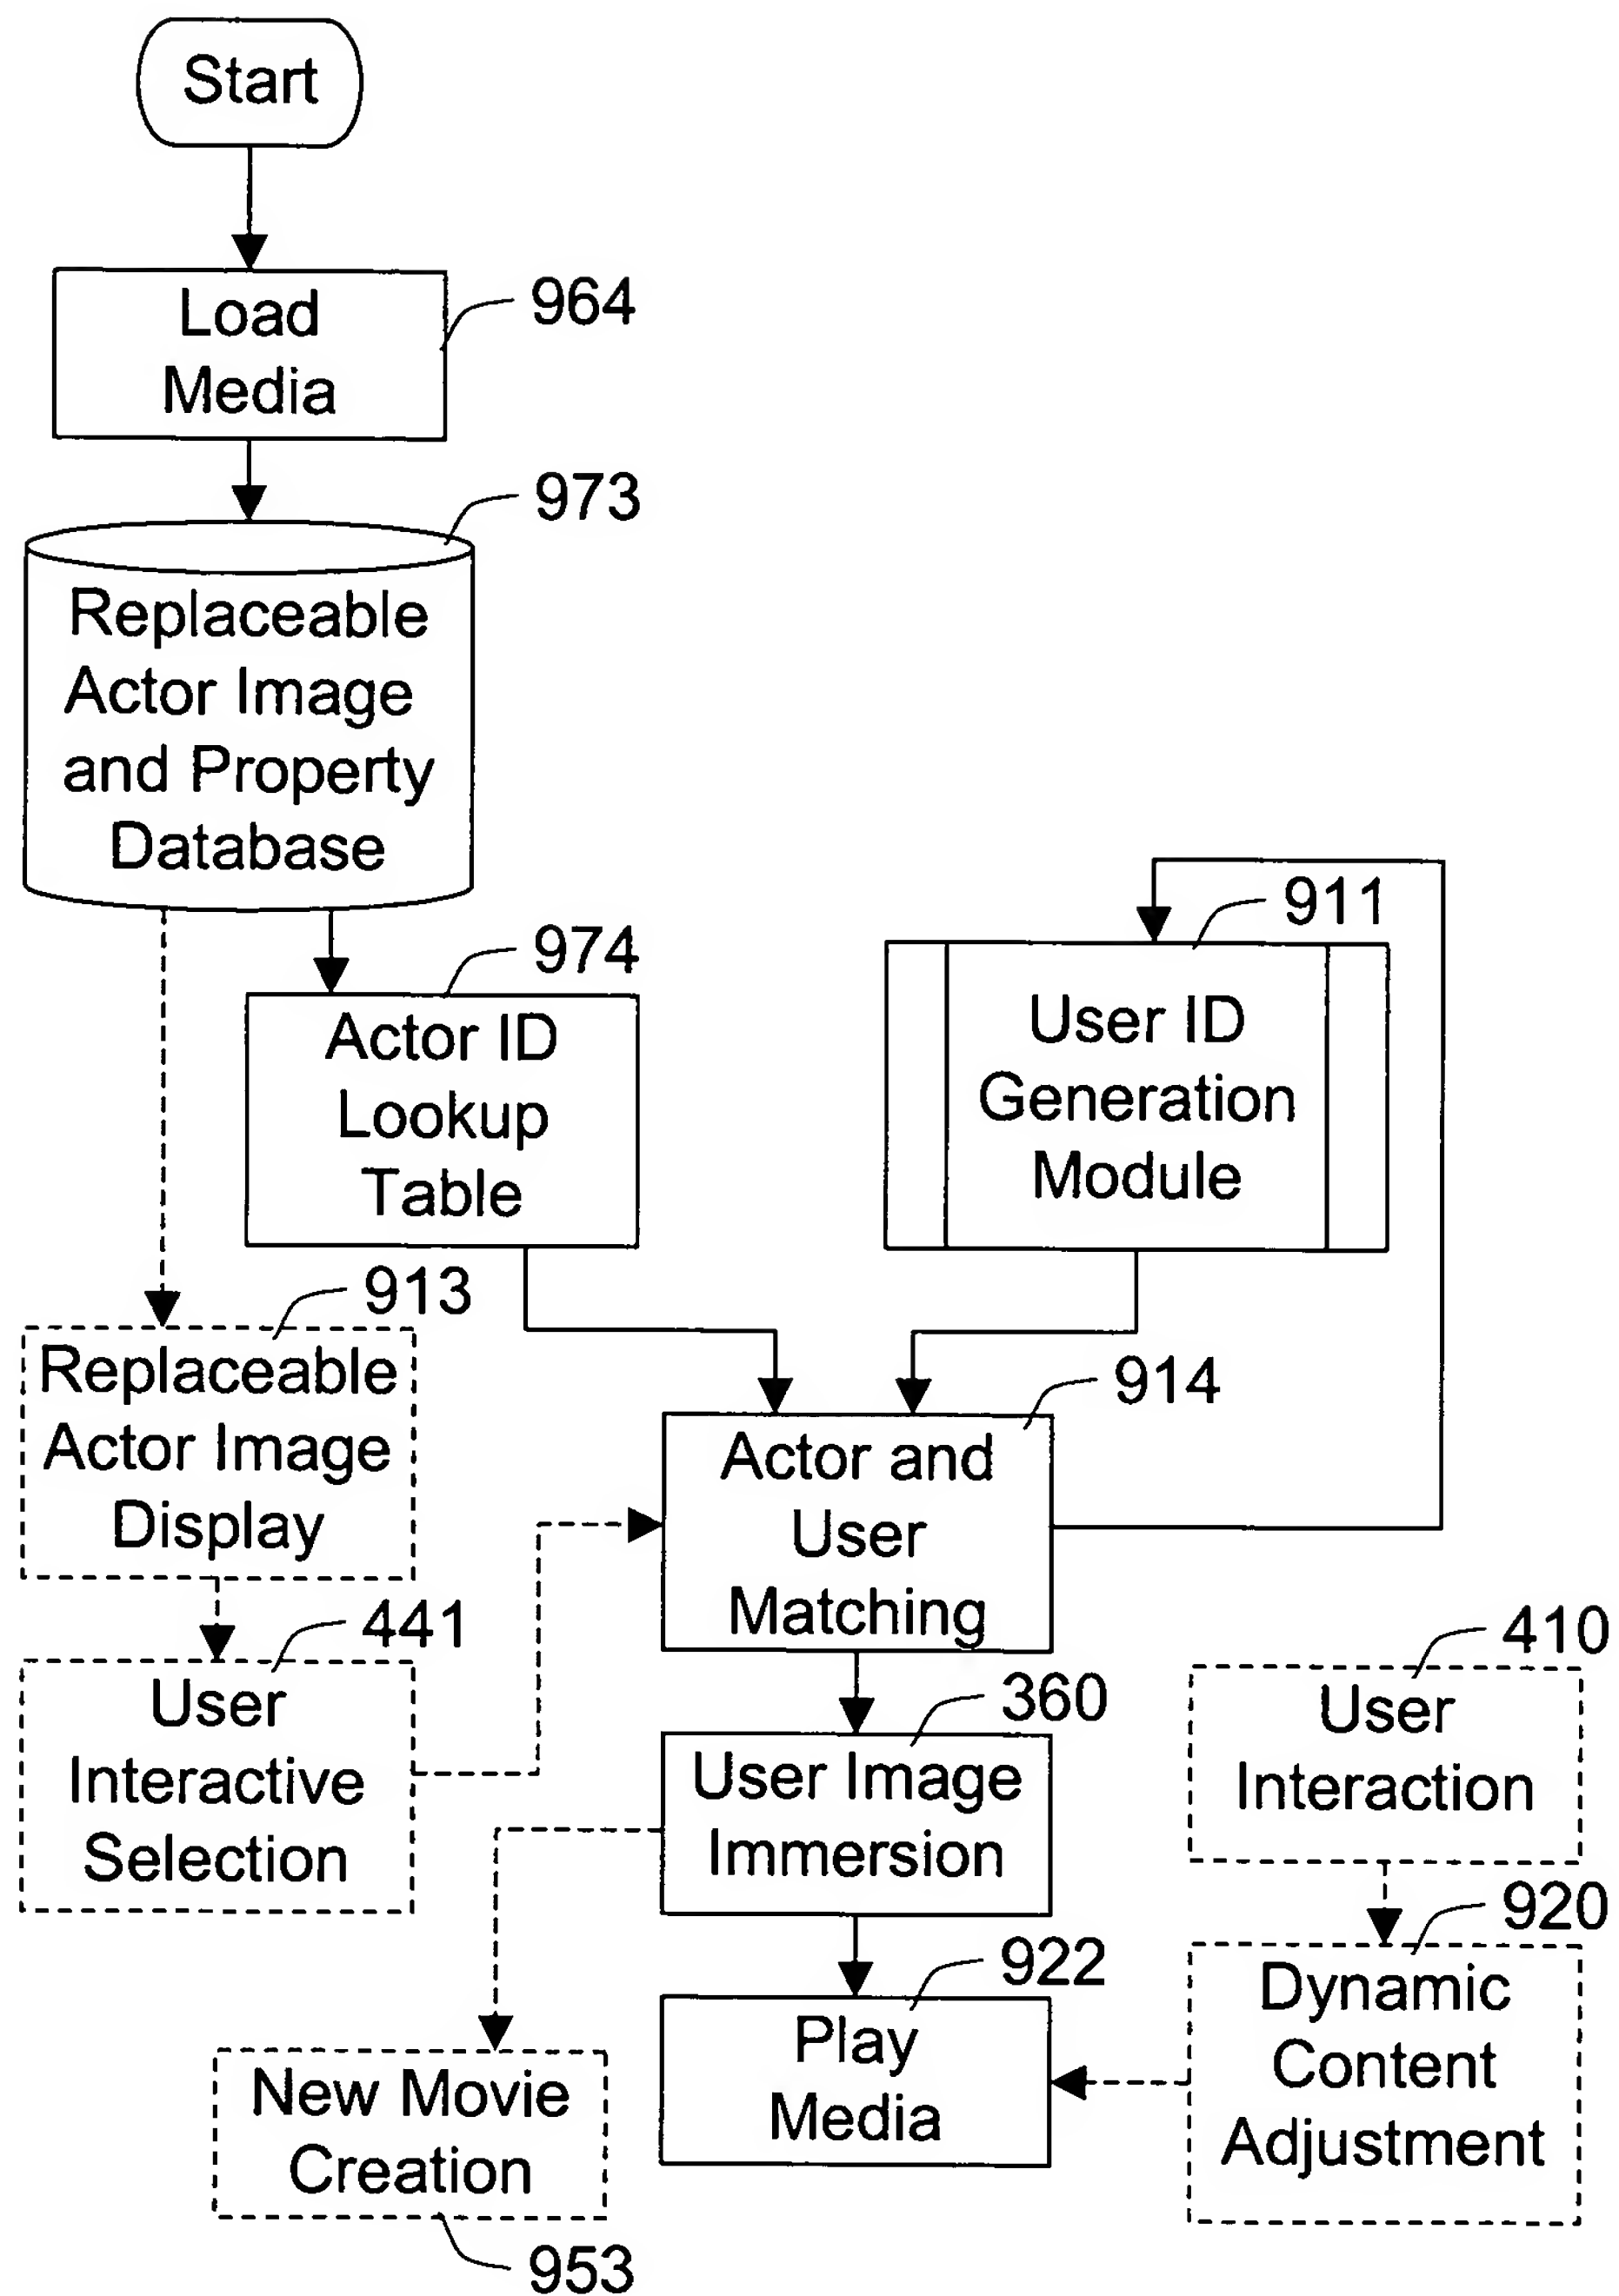 Start
Load
Media
964
973
Replaceable
Actor Image
and Property
Database
974
Actor ID
Lookup
Table
911
User ID
Generation
Module
913
Replaceable
Actor Image
Display
914
Actor and
User
Matching
441
User
Interactive
Selection
360
User Image
Immersion
410
User
Interaction
922
Play
Media
920
Dynamic
Content
Adjustment
New Movie
Creation
953